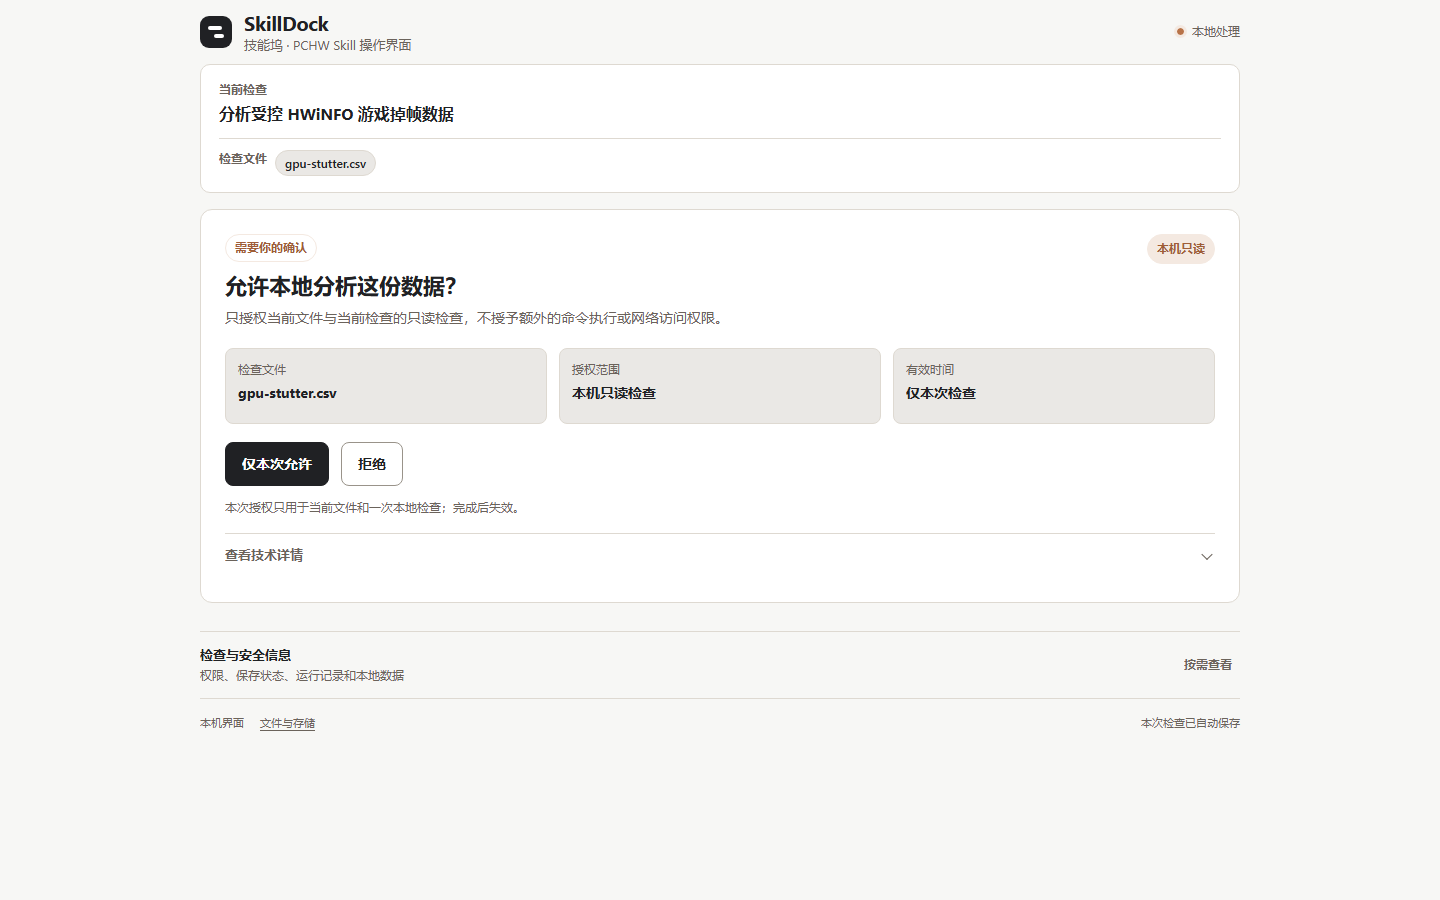 SkillDock
技能坞 · PCHW Skill 操作界面
本地处理
当前检查
分析受控 HWiNFO 游戏掉帧数据
检查文件 gpu-stutter.csv
需要你的确认
本机只读
允许本地分析这份数据？
只授权当前文件与当前检查的只读检查，不授予额外的命令执行或网络访问权限。
检查文件
gpu-stutter.csv
授权范围
本机只读检查
有效时间
仅本次检查
仅本次允许
拒绝
本次授权只用于当前文件和一次本地检查；完成后失效。
查看技术详情
检查与安全信息
权限、保存状态、运行记录和本地数据
按需查看
本机界面 文件与存储
本次检查已自动保存